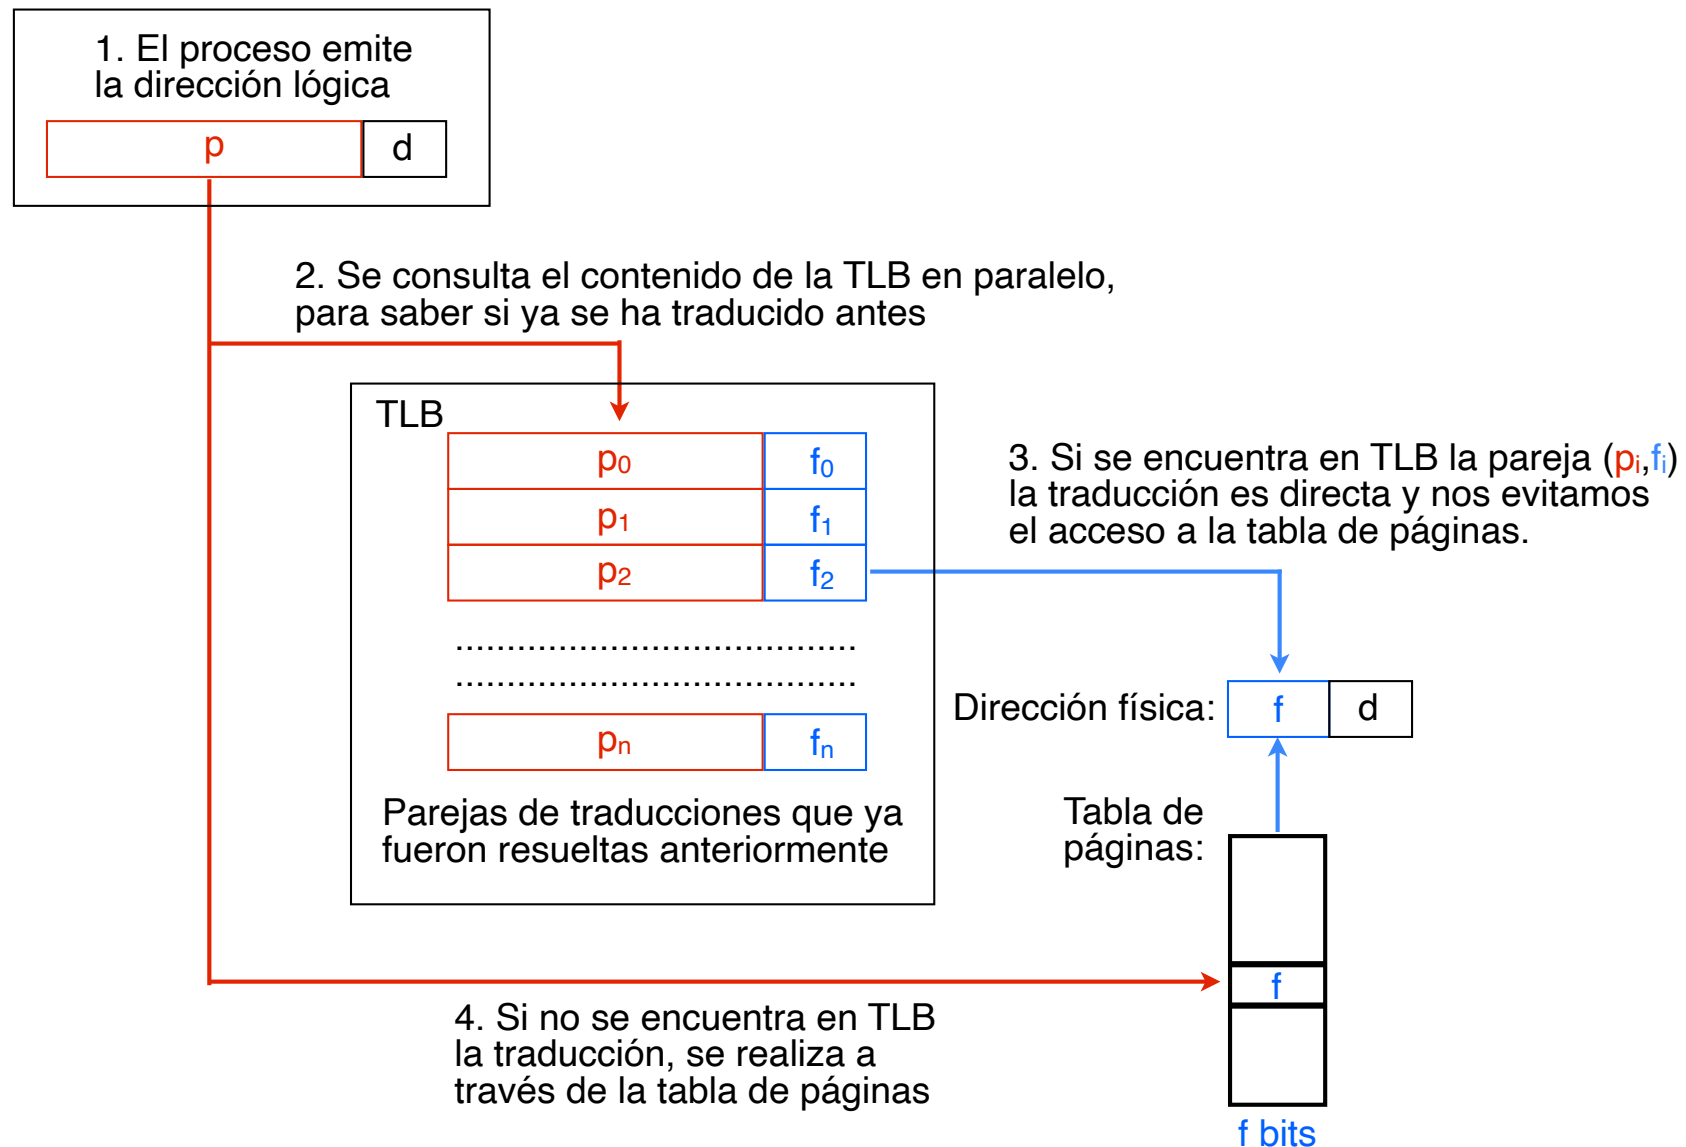 1. El proceso emite
la dirección lógica
p d
2. Se consulta el contenido de la TLB en paralelo,
para saber si ya se ha traducido antes
TLB
p0 f0
p1 f1
p2 f2
.......................................
.......................................
pn fn
Parejas de traducciones que ya
fueron resueltas anteriormente
3. Si se encuentra en TLB la pareja (pi,fi)
la traducción es directa y nos evitamos
el acceso a la tabla de páginas.
Dirección física: f d
Tabla de
páginas:
f
f bits
4. Si no se encuentra en TLB
la traducción, se realiza a
través de la tabla de páginas